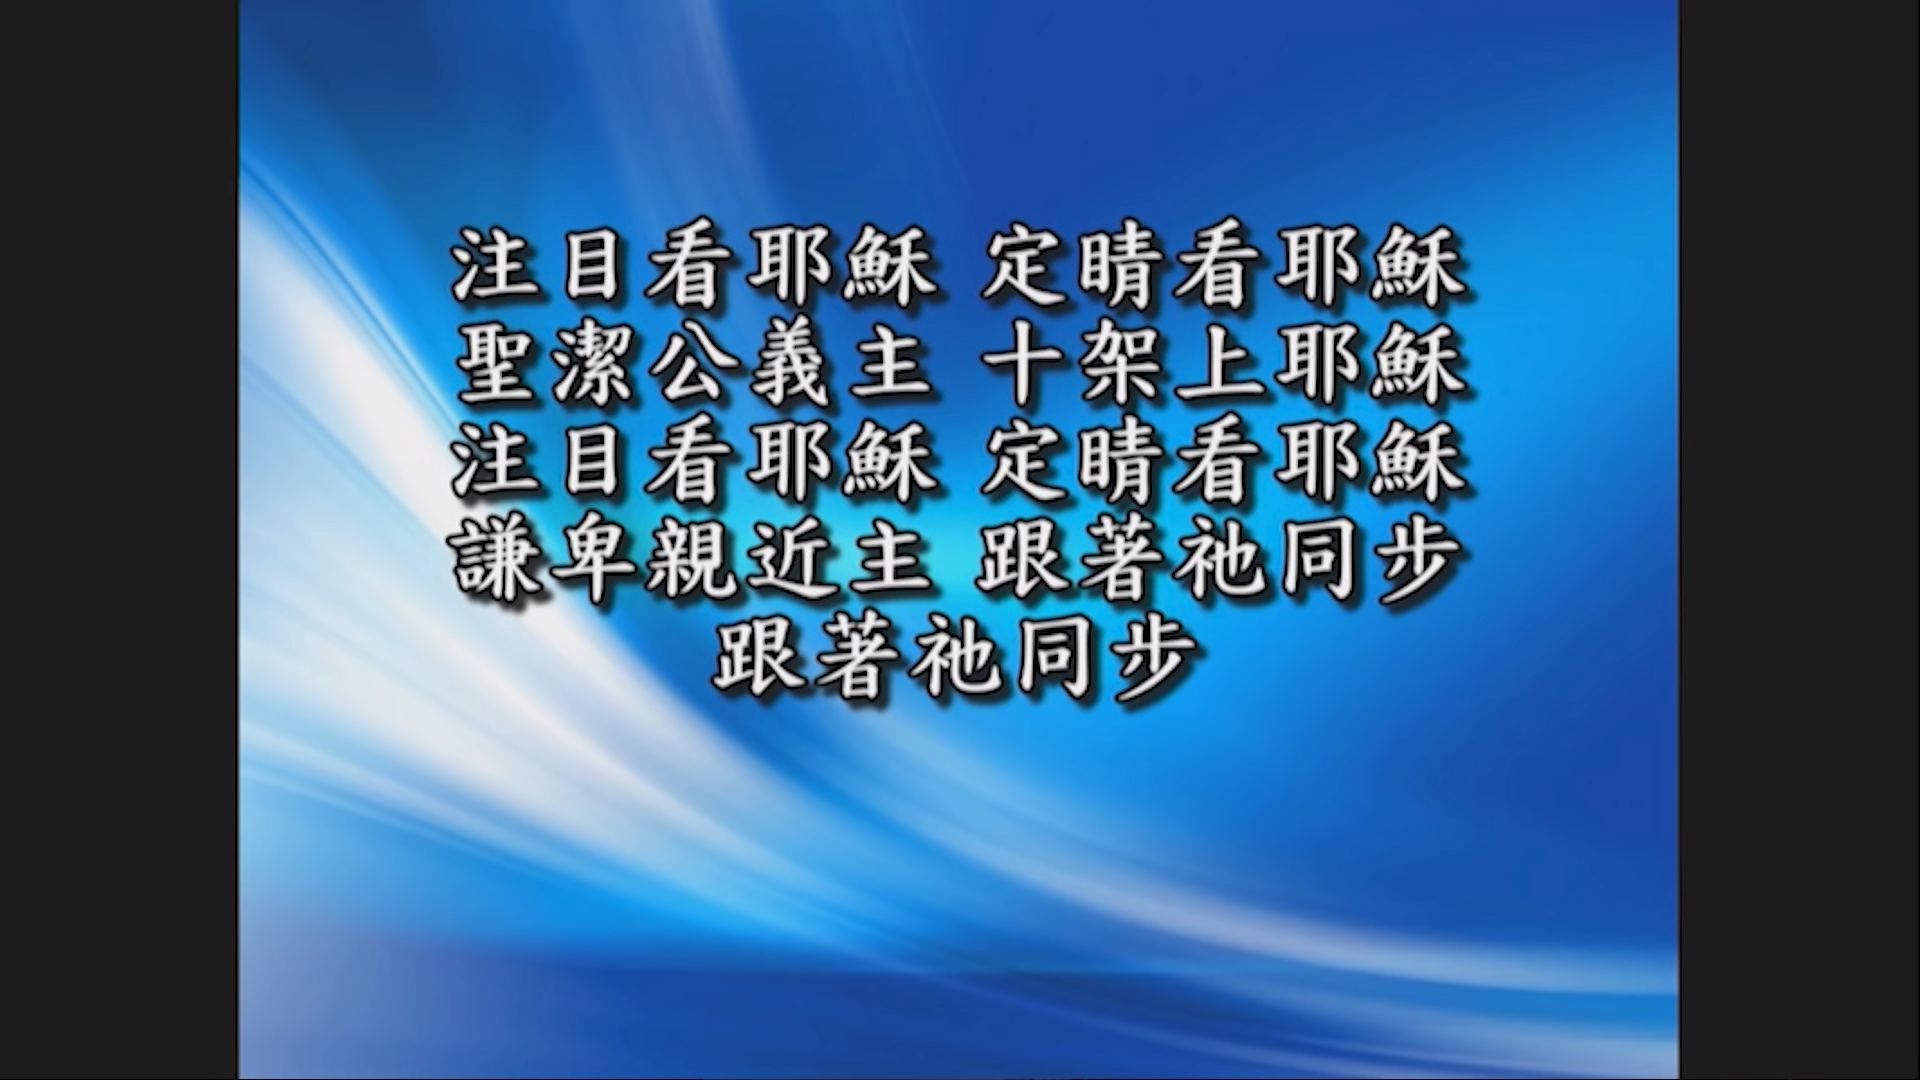 注目看耶穌 定睛看耶穌
聖潔公義主 十架上耶穌
注目看耶穌 定睛看耶穌
謙卑親近主 跟著祂同步
跟著祂同步